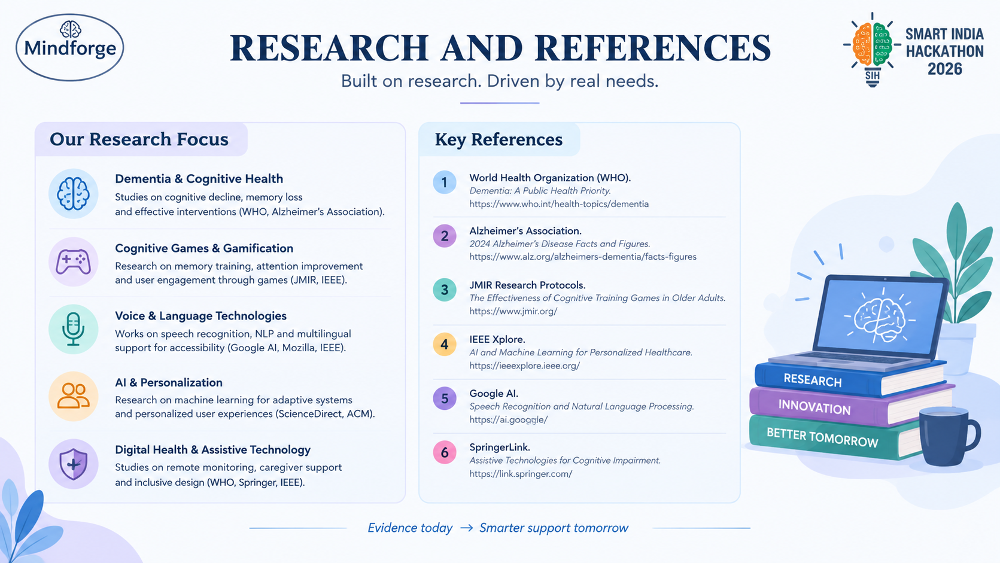 Mindforge
RESEARCH AND REFERENCES
Built on research. Driven by real needs.
SMART INDIA
HACKATHON
2026
SIH
Our Research Focus
Dementia & Cognitive Health
Studies on cognitive decline, memory loss
and effective interventions (WHO, Alzheimer's Association).
Cognitive Games & Gamification
Research on memory training, attention improvement
and user engagement through games (JMIR, IEEE).
Voice & Language Technologies
Works on speech recognition, NLP and multilingual
support for accessibility (Google AI, Mozilla, IEEE).
AI & Personalization
Research on machine learning for adaptive systems
and personalized user experiences (ScienceDirect, ACM).
Digital Health & Assistive Technology
Studies on remote monitoring, caregiver support
and inclusive design (WHO, Springer, IEEE).
Key References
1
World Health Organization (WHO).
Dementia: A Public Health Priority.
https://www.who.int/health-topics/dementia
2
Alzheimer's Association.
2024 Alzheimer's Disease Facts and Figures.
https://www.alz.org/alzheimers-dementia/facts-figures
3
JMIR Research Protocols.
The Effectiveness of Cognitive Training Games in Older Adults.
https://www.jmir.org/
4
IEEE Xplore.
AI and Machine Learning for Personalized Healthcare.
https://ieeexplore.ieee.org/
5
Google AI.
Speech Recognition and Natural Language Processing.
https://ai.google/
6
SpringerLink.
Assistive Technologies for Cognitive Impairment.
https://link.springer.com/
RESEARCH
INNOVATION
BETTER TOMORROW
Evidence today → Smarter support tomorrow